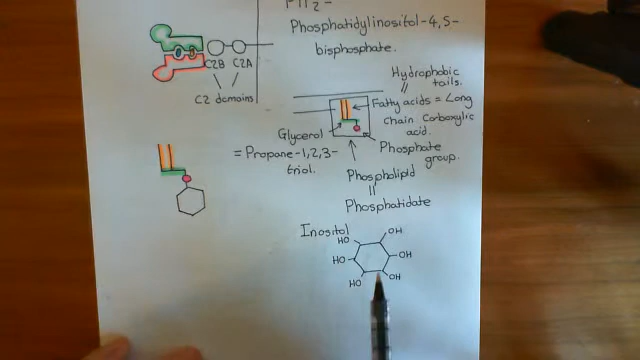 Phosphatidylinositol-4,5-
bisphosphate.
C2B C2A
C2 domains
Hydrophobic
tails.
=
Fatty acids = Long
chain Carboxylic
acid.
Glycerol
= Propane-1,2,3-
triol.
Phosphate
group.
Phospholipid
=
Phosphatidate
Inositol
HO OH
HO OH
HO OH